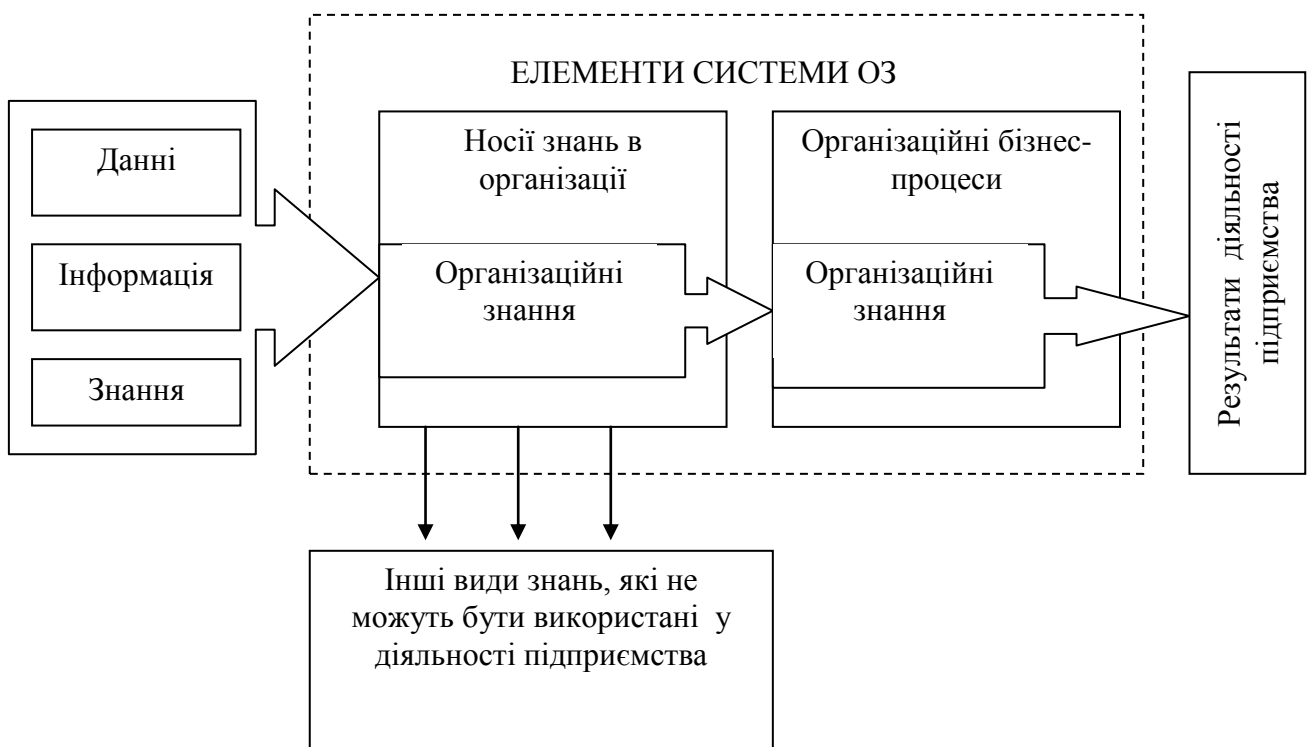 ЕЛЕМЕНТИ СИСТЕМИ ОЗ
Данні
Інформація
Знання
Носії знань в
організації
Організаційні
знання
Організаційні бізнес-
процеси
Організаційні
знання
Результати діяльності
підприємства
Інші види знань, які не
можуть бути використані у
діяльності підприємства